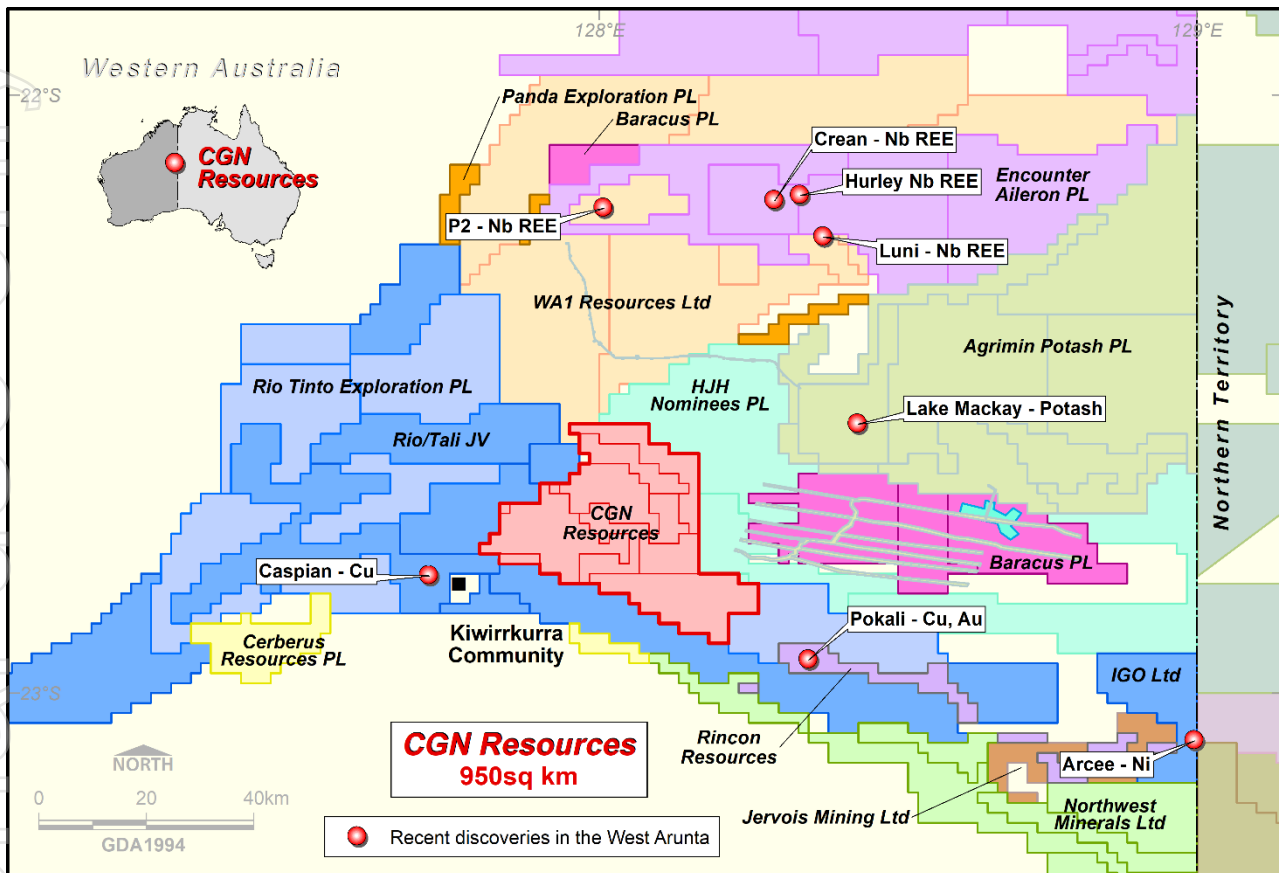 128°E
129°E
22°S
Western Australia
CGN
Resources
Panda Exploration PL
Baracus PL
Crean - Nb REE
Hurley Nb REE
Encounter
Aileron PL
P2 - Nb REE
Luni - Nb REE
WA1 Resources Ltd
Northern Territory
Agrimin Potash PL
Rio Tinto Exploration PL
HJH
Nominees PL
Lake Mackay - Potash
Rio/Tali JV
CGN
Resources
Baracus PL
Caspian - Cu
Kiwirrkurra
Community
Pokali - Cu, Au
Cerberus
Resources PL
23°S
IGO Ltd
CGN Resources
950sq km
Rincon
Resources
Arcee - Ni
NORTH
0 20 40km
GDA1994
Jervois Mining Ltd
Northwest
Minerals Ltd
Recent discoveries in the West Arunta